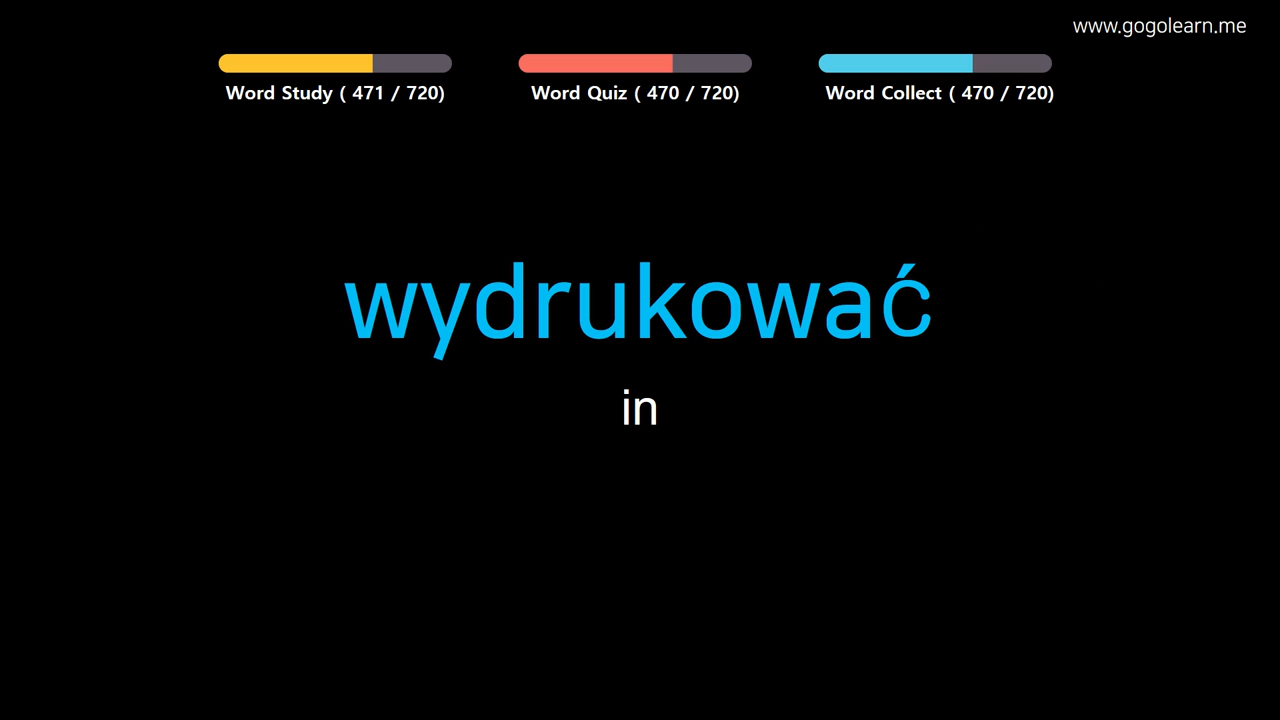 www.gogolearn.me
Word Study ( 471 / 720)
Word Quiz ( 470 / 720)
Word Collect ( 470 / 720)
wydrukować
in